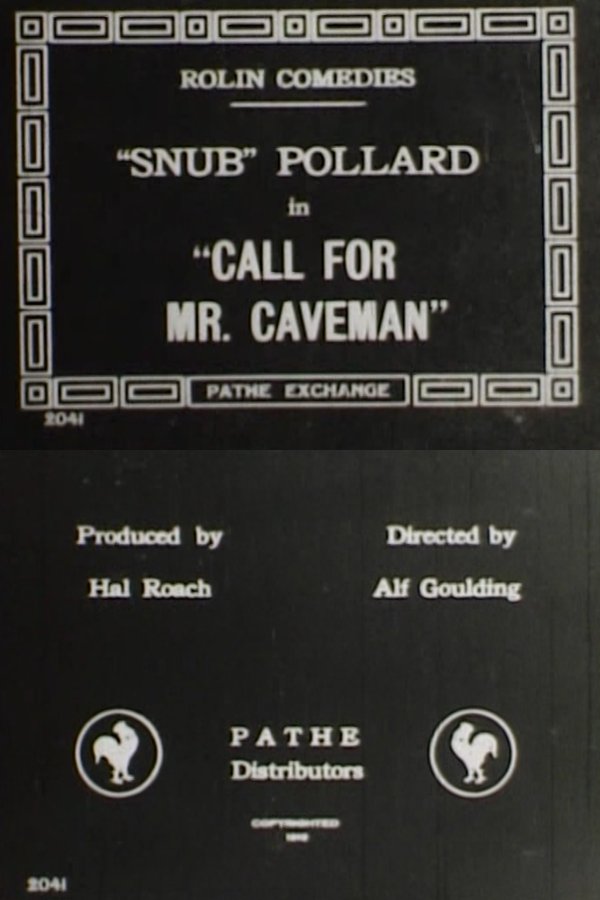 ROLIN COMEDIES
"SNUB" POLLARD
in
"CALL FOR
MR. CAVEMAN"
PATHE EXCHANGE
2041
Produced by
Directed by
Hal Roach
Alf Goulding
PATHE
Distributors
COPYRIGHTED
2041